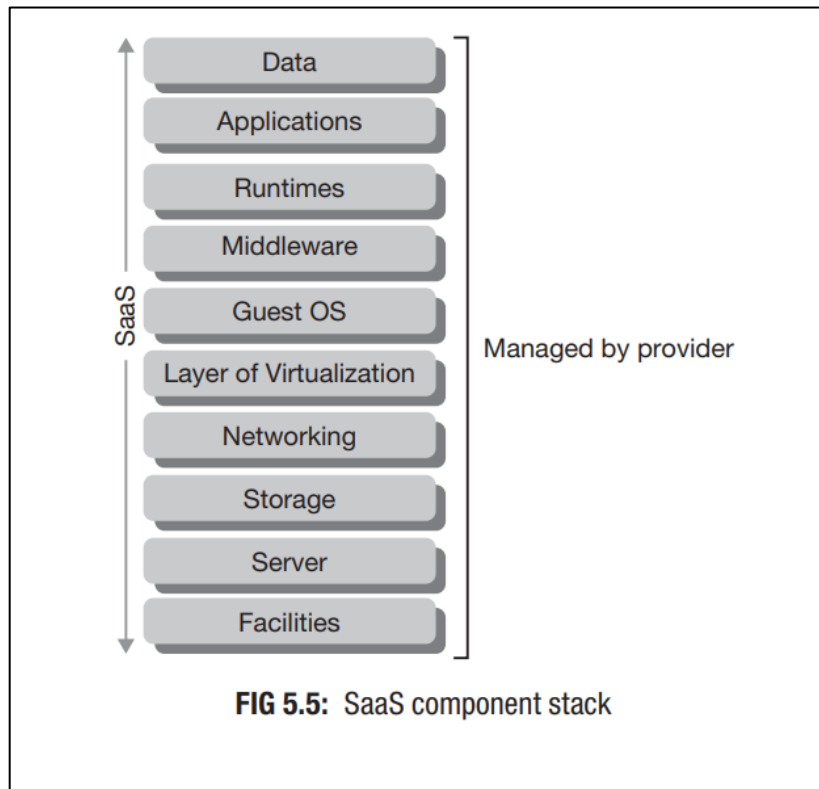 Data
Applications
Runtimes
Middleware
SaaS
Guest OS
Layer of Virtualization
Managed by provider
Networking
Storage
Server
Facilities
FIG 5.5: SaaS component stack